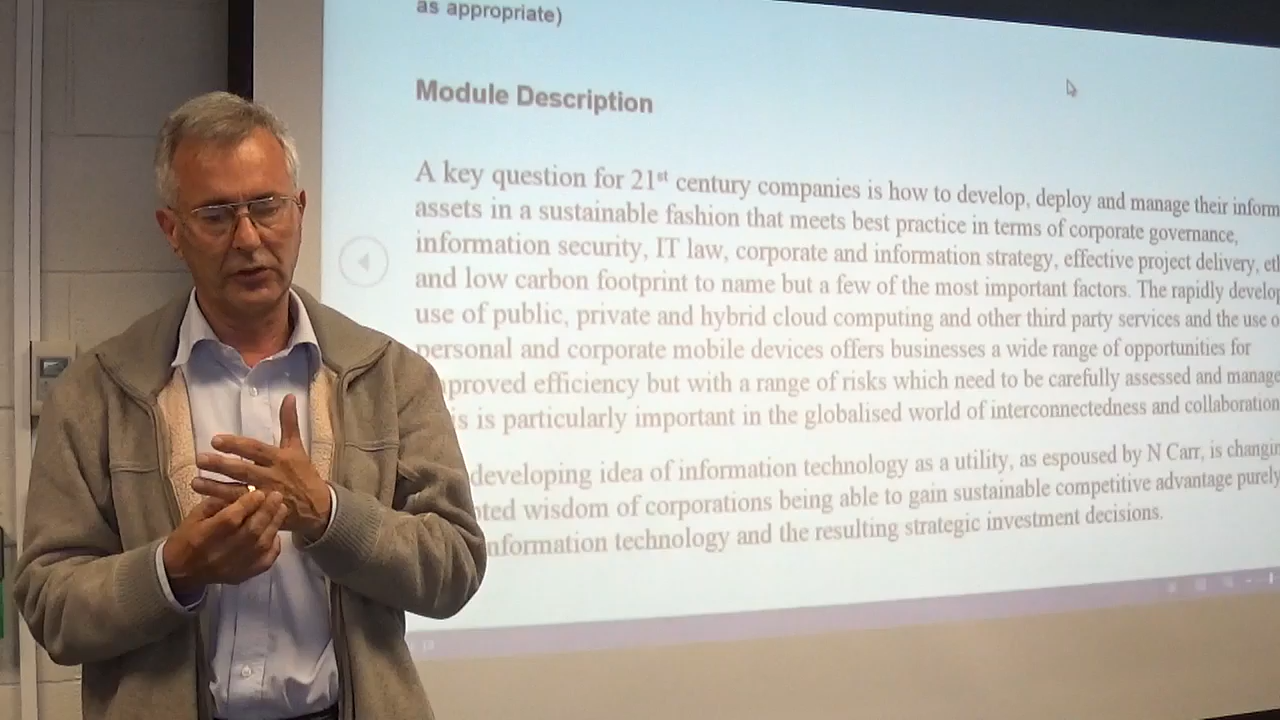 as appropriate)
Module Description
A key question for 21st century companies is how to develop, deploy and manage their inform
assets in a sustainable fashion that meets best practice in terms of corporate governance,
information security, IT law, corporate and information strategy, effective project delivery, eth
and low carbon footprint to name but a few of the most important factors. The rapidly develop
use of public, private and hybrid cloud computing and other third party services and the use o
personal and corporate mobile devices offers businesses a wide range of opportunities for
proved efficiency but with a range of risks which need to be carefully assessed and manage
s is particularly important in the globalised world of interconnectedness and collaboration
developing idea of information technology as a utility, as espoused by N Carr, is changin
ted wisdom of corporations being able to gain sustainable competitive advantage purely
nformation technology and the resulting strategic investment decisions.